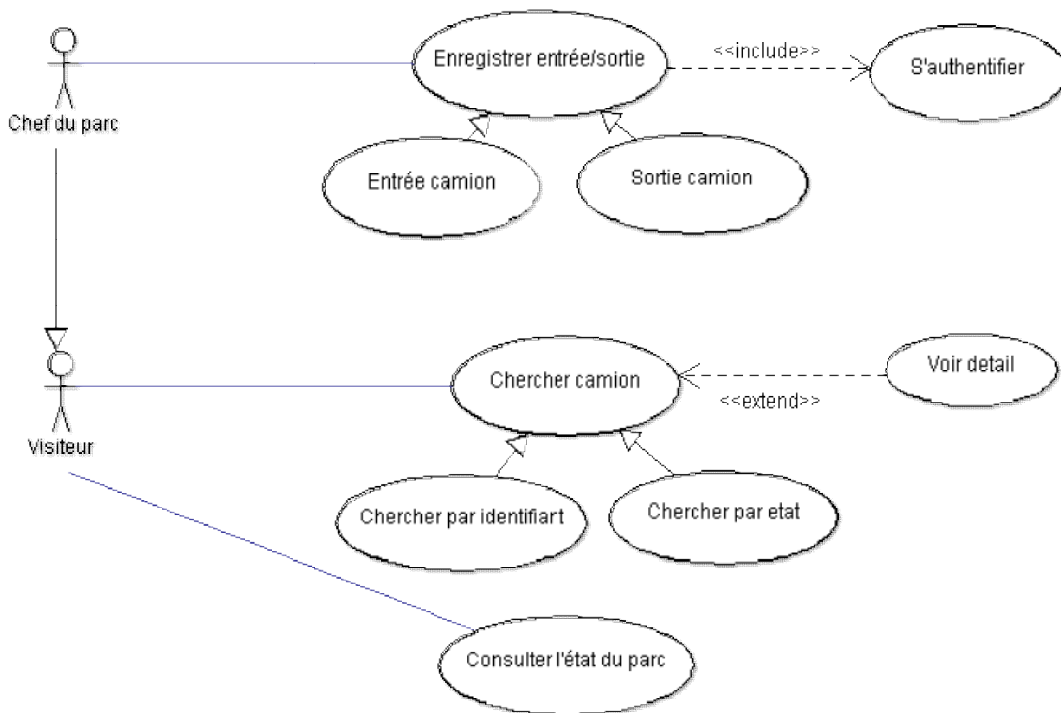 Enregistrer entrée/sortie
<<include>>
S'authentifier
Chef du parc
Entrée camion
Sortie camion
Chercher camion
Voir detail
<<extend>>
Visiteur
Chercher par identifiart
Chercher par etat
Consulter l'état du parc